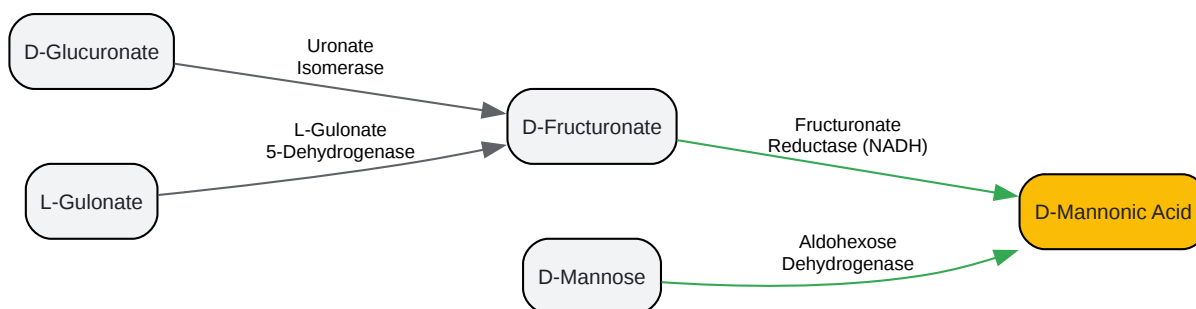 D-Glucuronate
Uronate
Isomerase
L-Gulonate
5-Dehydrogenase
L-Gulonate
D-Fructuronate
Fructuronate
Reductase (NADH)
D-Mannose
Aldohexose
Dehydrogenase
D-Mannonic Acid